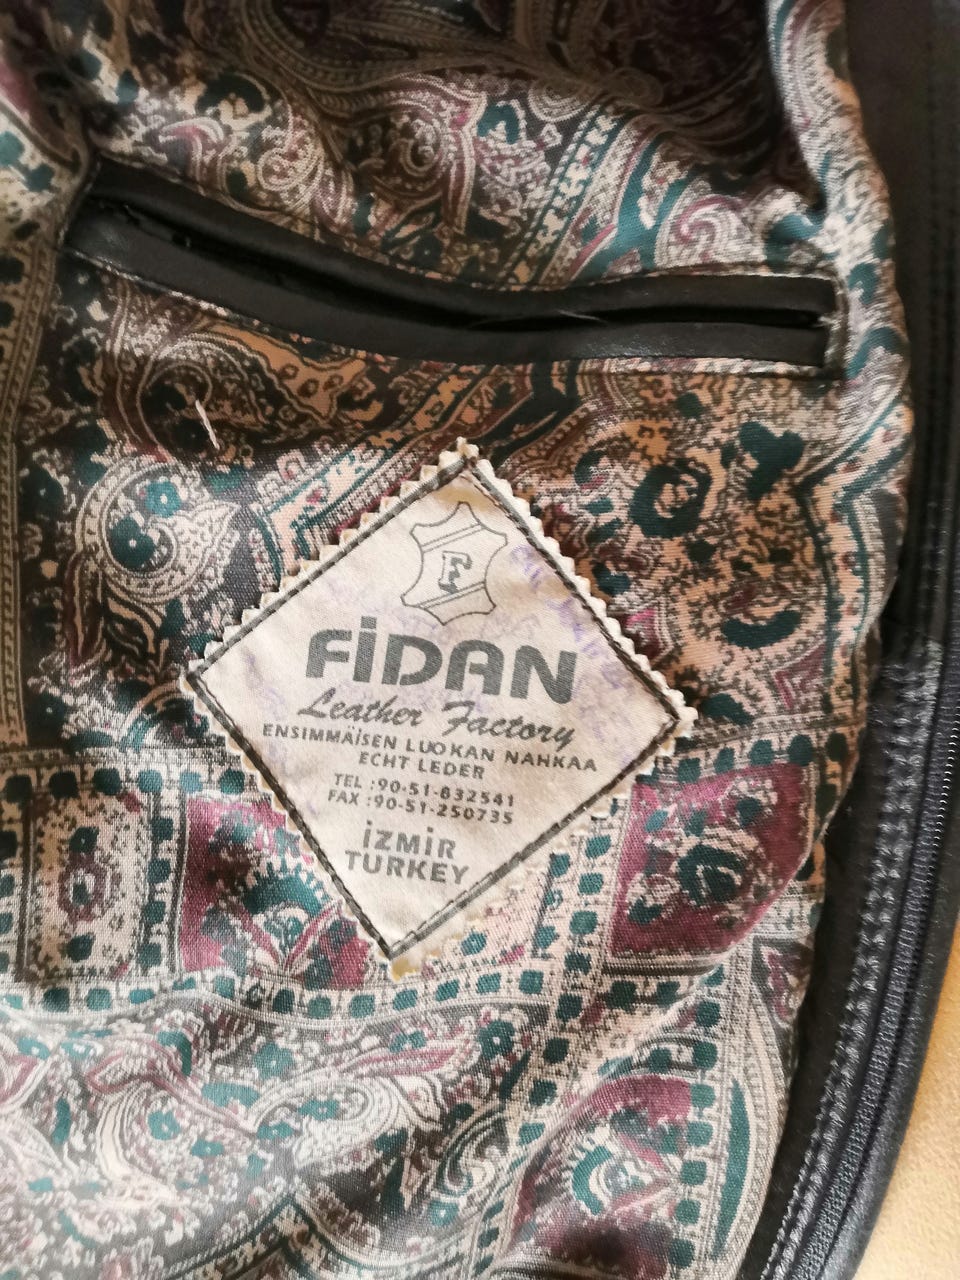 F
FİDAN
Leather Factory
ENSIMMÄISEN LUOKAN NAHKAA
ECHT LEDER
TEL :90-51-832541
FAX :90-51-250735
İZMİR
TURKEY